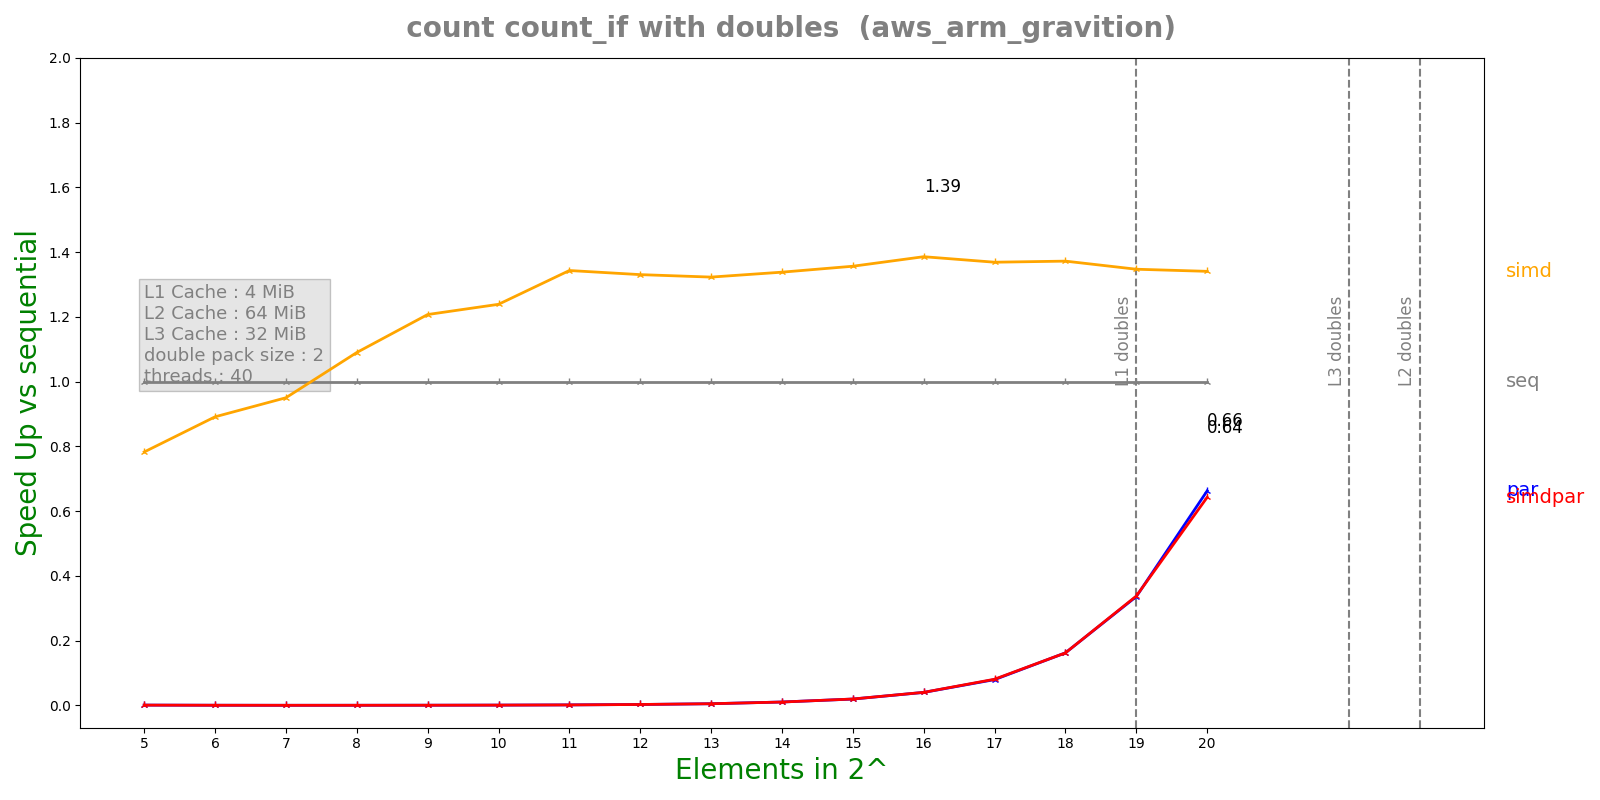 count count_if with doubles  (aws_arm_gravition)
Speed Up vs sequential
2.0
1.8
1.6
1.4
1.2
1.0
0.8
0.6
0.4
0.2
0.0
L1 Cache : 4 MiB
L2 Cache : 64 MiB
L3 Cache : 32 MiB
double pack size : 2
threads : 40
1.39
0.66
0.64
L1 doubles
L3 doubles
L2 doubles
simd
seq
par
simdpar
5 6 7 8 9 10 11 12 13 14 15 16 17 18 19 20
Elements in 2^